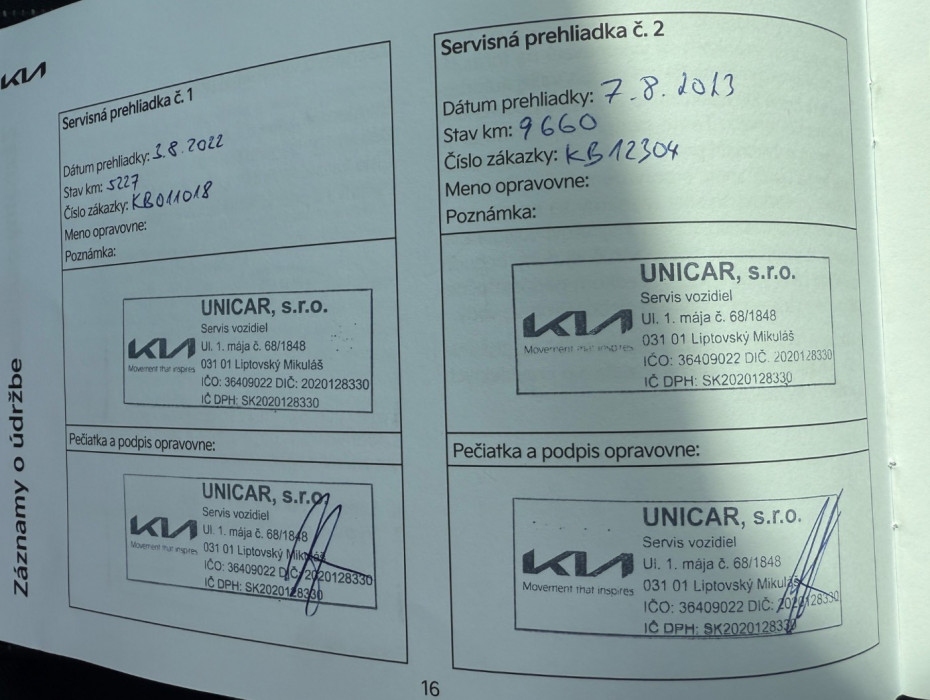 KIA
Záznamy o údržbe
Servisná prehliadka č. 1
Dátum prehliadky: 3.8.2022
Stav km: 5227
Číslo zákazky: KB011018
Meno opravovne:
Poznámka:
UNICAR, s.r.o.
Servis vozidiel
KIA
Ul. 1. mája č. 68/1848
Movement that inspires
031 01 Liptovský Mikuláš
IČO: 36409022 DIČ: 2020128330
IČ DPH: SK2020128330
Pečiatka a podpis opravovne:
UNICAR, s.r.o.
Servis vozidiel
KIA
Ul. 1. mája č. 68/1848
Movement that inspires
031 01 Liptovský Mikuláš
IČO: 36409022 DIČ: 2020128330
IČ DPH: SK2020128330
Servisná prehliadka č. 2
Dátum prehliadky: 7.8.2023
Stav km: 9660
Číslo zákazky: KB12304
Meno opravovne:
Poznámka:
UNICAR, s.r.o.
Servis vozidiel
KIA
Ul. 1. mája č. 68/1848
Movement that inspires
031 01 Liptovský Mikuláš
IČO: 36409022 DIČ: 2020128330
IČ DPH: SK2020128330
Pečiatka a podpis opravovne:
UNICAR, s.r.o.
Servis vozidiel
KIA
Ul. 1. mája č. 68/1848
Movement that inspires
031 01 Liptovský Mikuláš
IČO: 36409022 DIČ: 2020128330
IČ DPH: SK2020128330
16